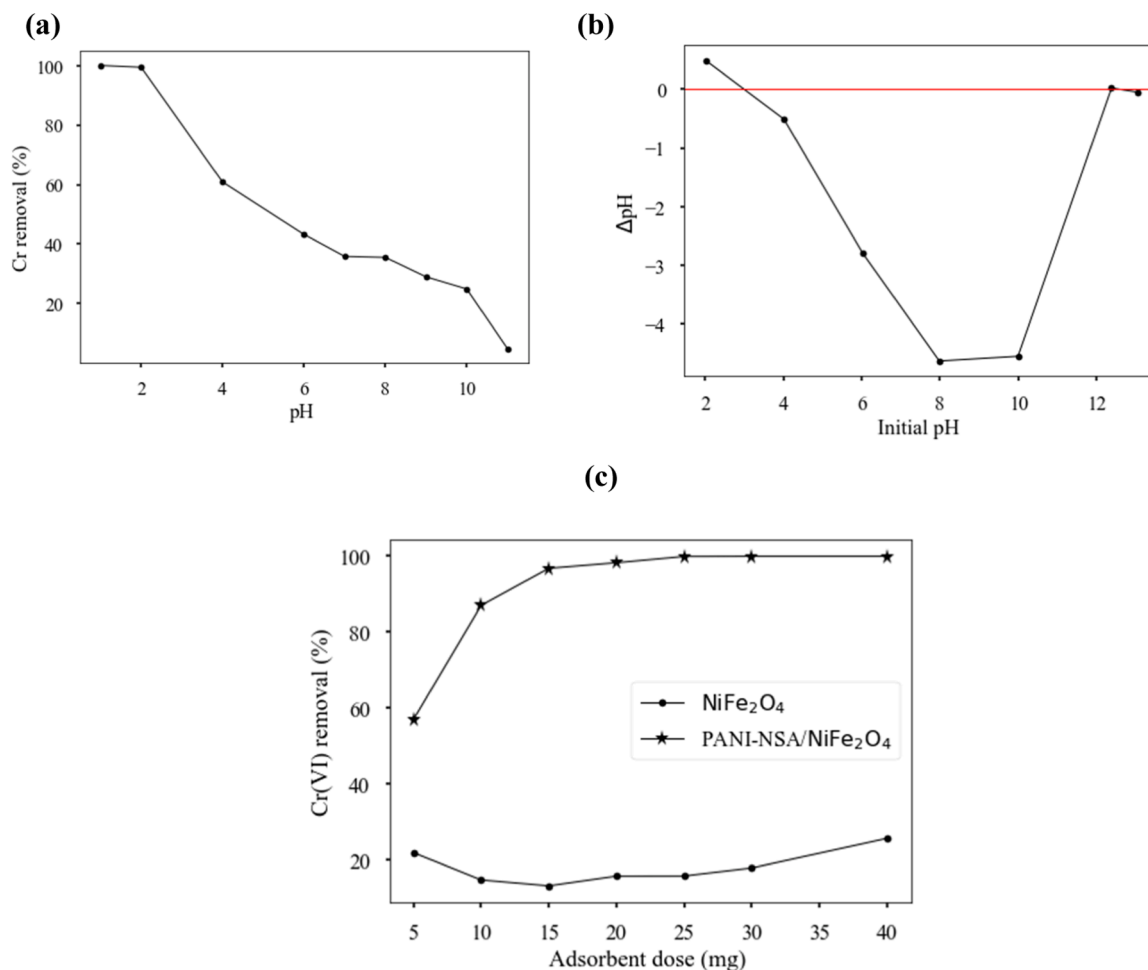 (a)
100
80
60
40
20
Cr removal (%)
2 4 6 8 10
pH
(b)
0
−1
−2
−3
−4
ΔpH
2 4 6 8 10 12
Initial pH
(c)
100
80
60
40
20
Cr(VI) removal (%)
NiFe₂O₄
PANI-NSA/NiFe₂O₄
5 10 15 20 25 30 35 40
Adsorbent dose (mg)